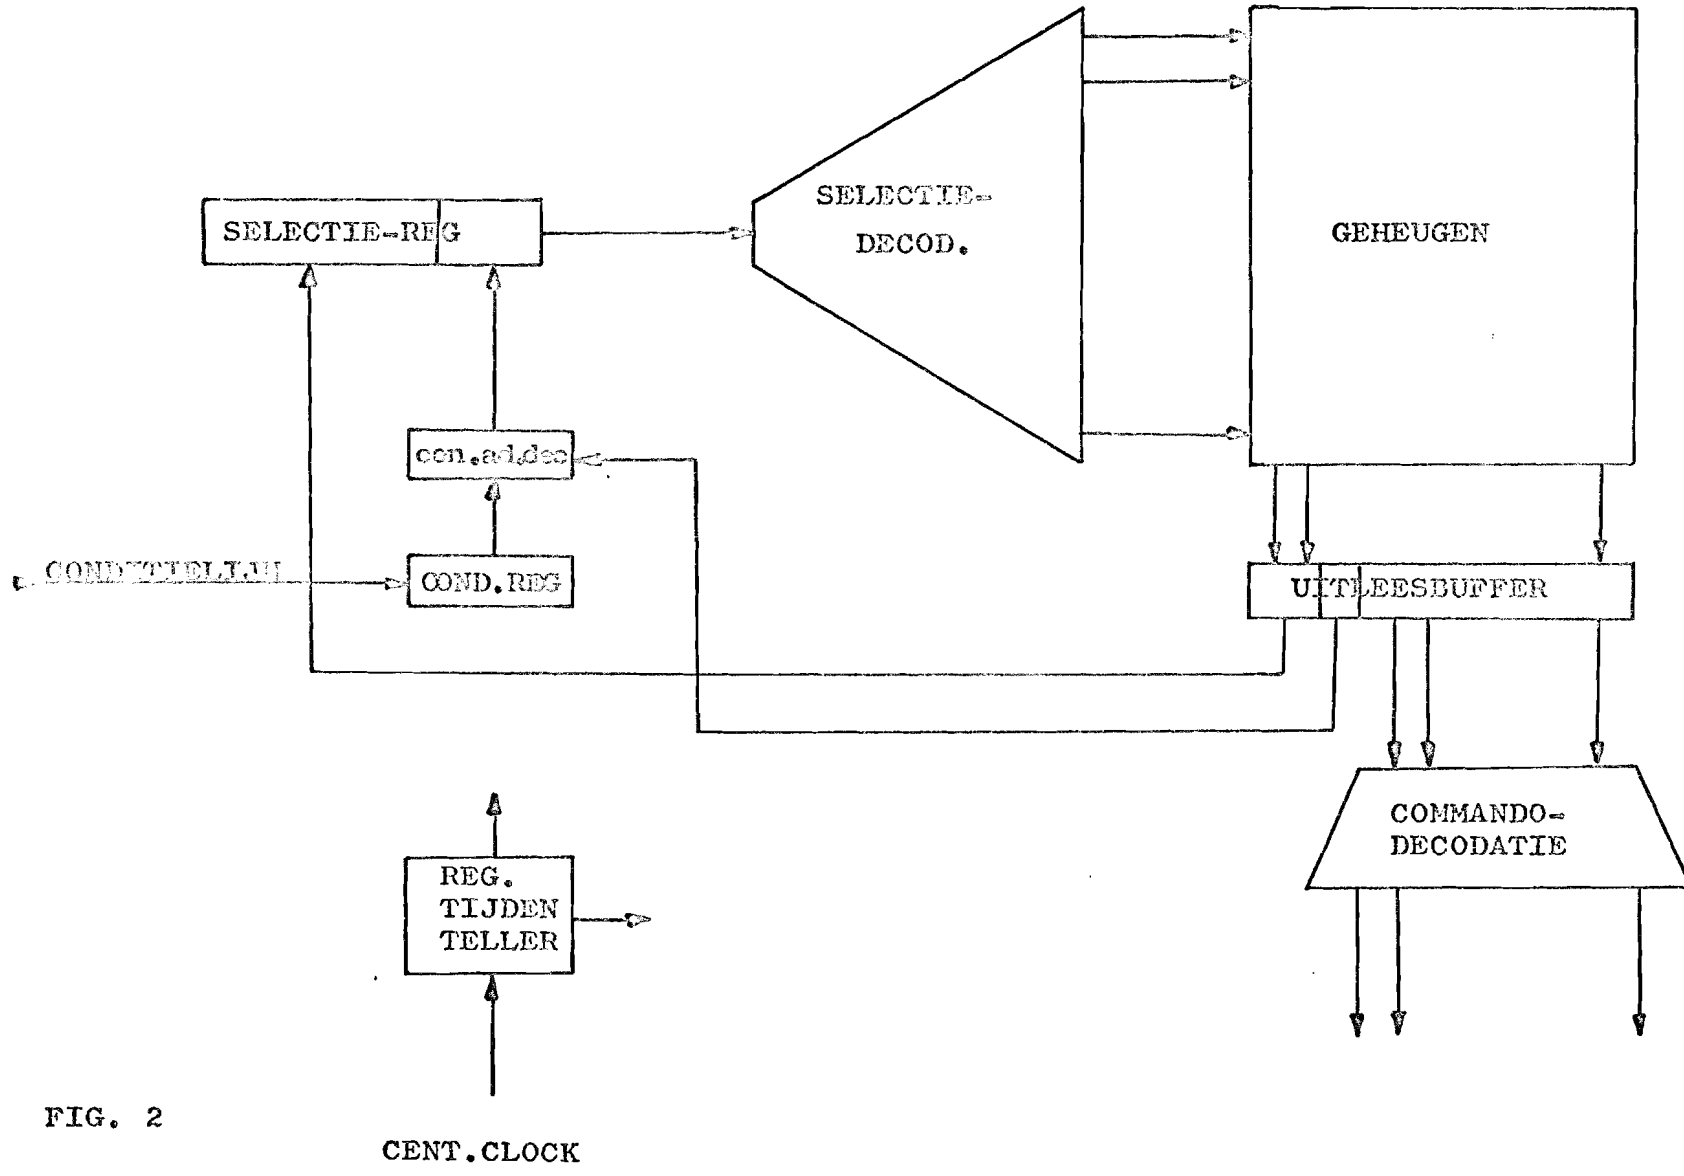 SELECTIE-
DECOD.
GEHEUGEN
SELECTIE-REG
con.ad.dec
CONDITIELIJN
COND.REG
UITLEESBUFFER
COMMANDO-
DECODATIE
REG.
TIJDEN
TELLER
FIG. 2
CENT.CLOCK